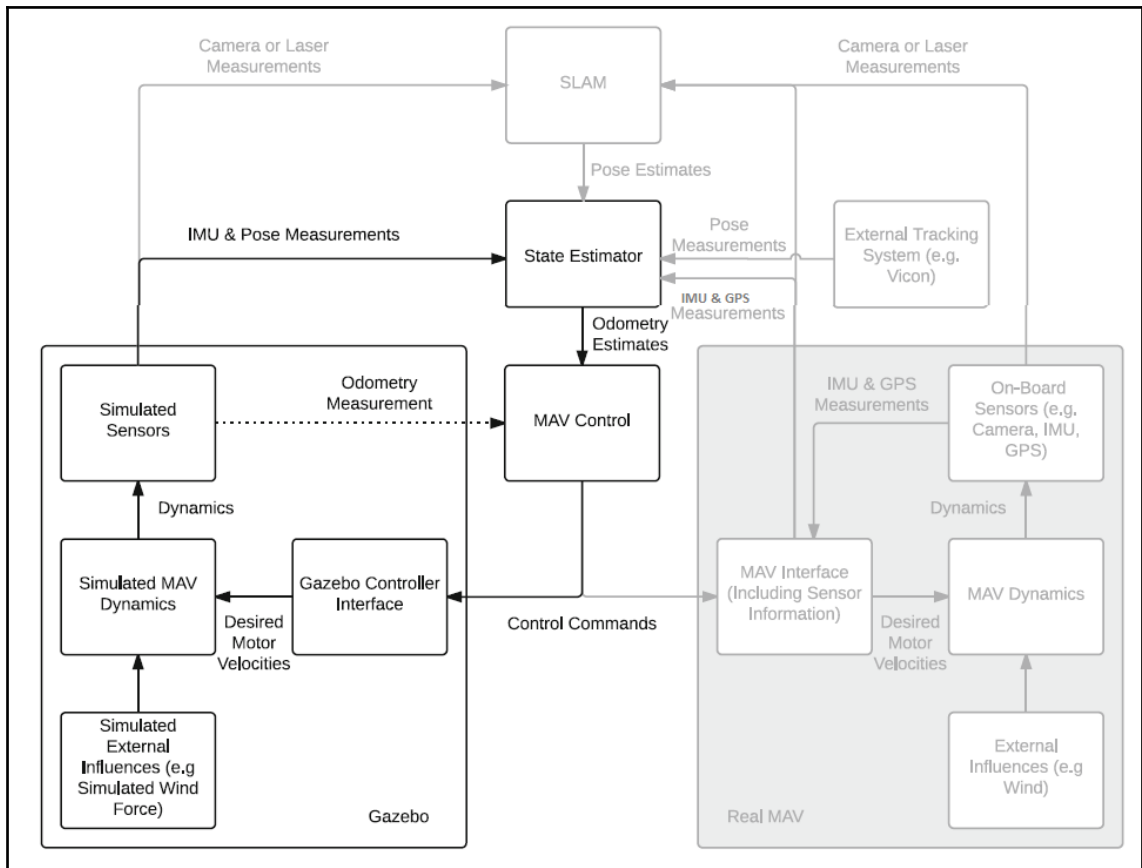 Camera or Laser
Measurements
SLAM
Camera or Laser
Measurements
Pose Estimates
IMU & Pose Measurements
State Estimator
Pose
Measurements
External Tracking
System (e.g.
Vicon)
IMU & GPS
Measurements
Odometry
Estimates
Simulated
Sensors
Odometry
Measurement
MAV Control
IMU & GPS
Measurements
On-Board
Sensors (e.g.
Camera, IMU,
GPS)
Dynamics
Dynamics
Simulated MAV
Dynamics
Gazebo Controller
Interface
MAV Interface
(Including Sensor
Information)
MAV Dynamics
Desired
Motor
Velocities
Control Commands
Desired
Motor
Velocities
Simulated
External
Influences (e.g
Simulated Wind
Force)
External
Influences (e.g
Wind)
Gazebo
Real MAV